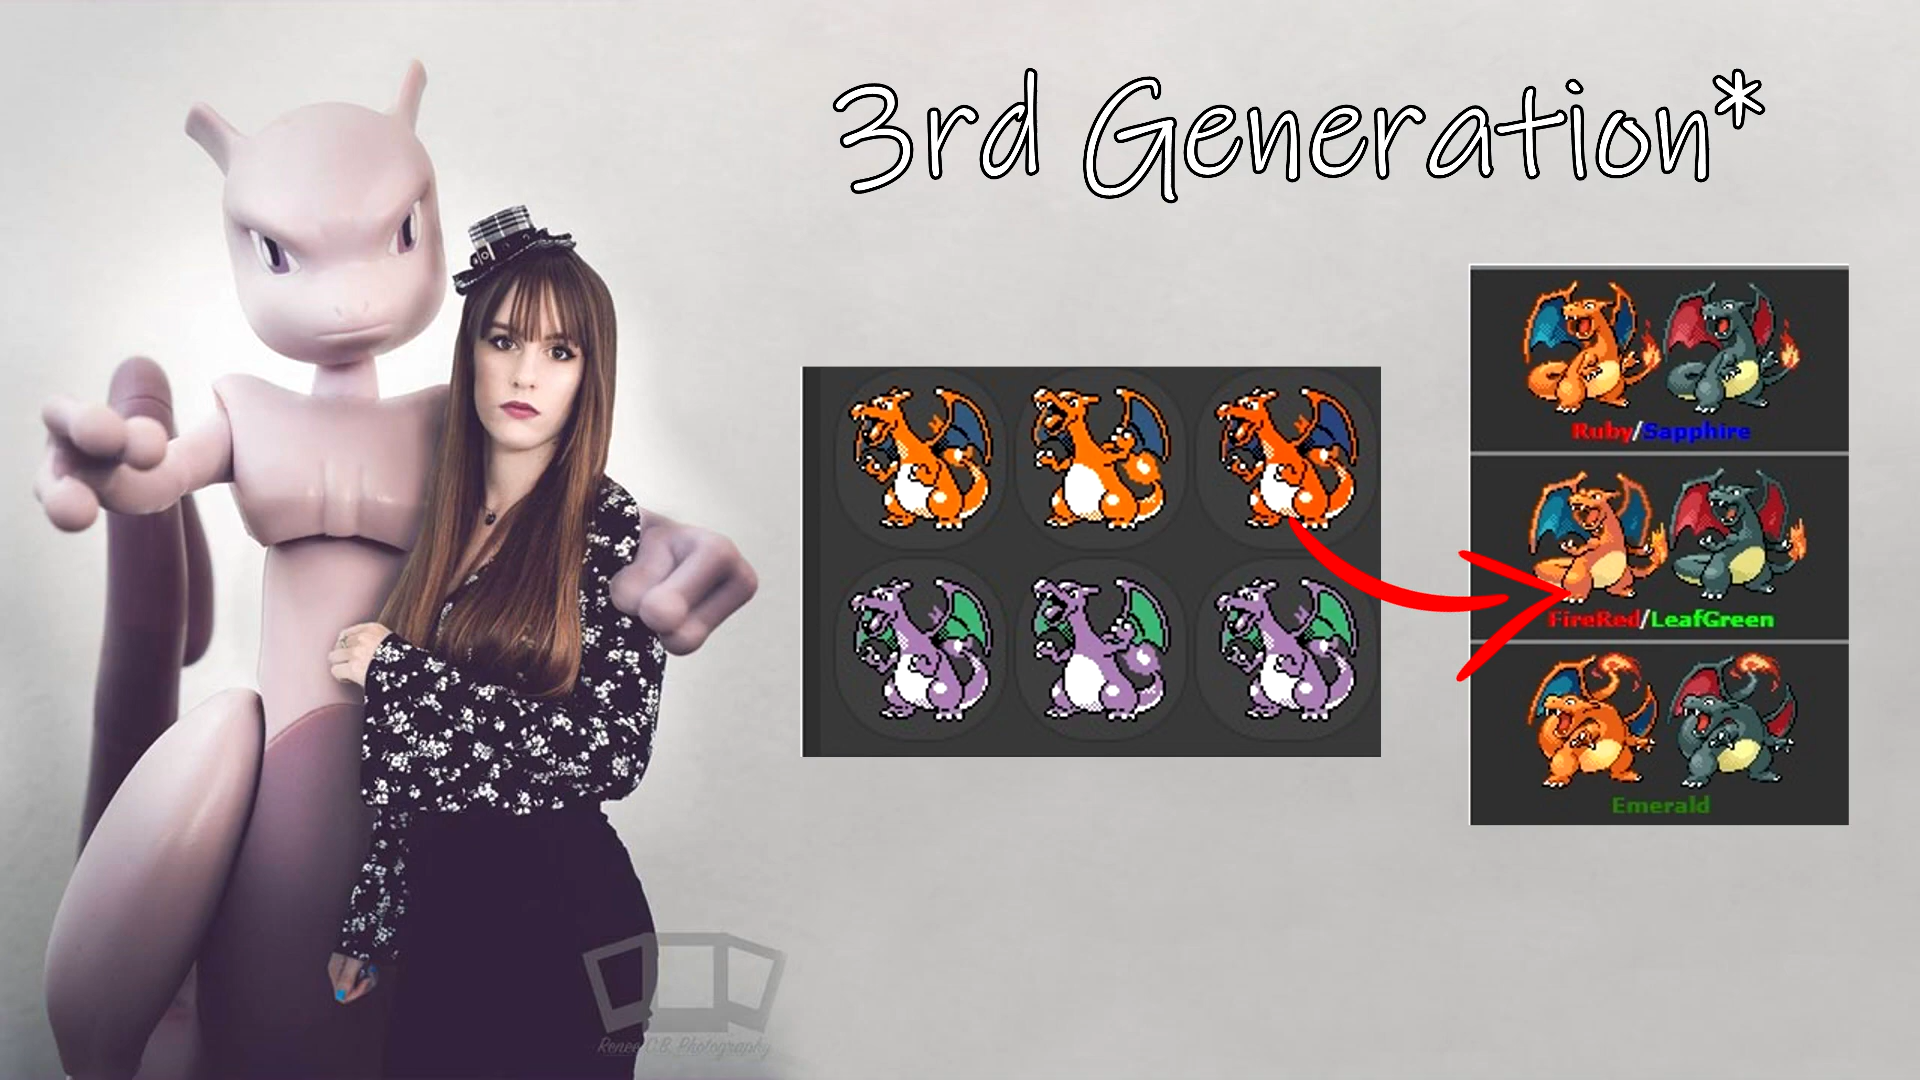 3rd Generation*
Ruby/Sapphire
FireRed/LeafGreen
Emerald
Renee C.B. Photography